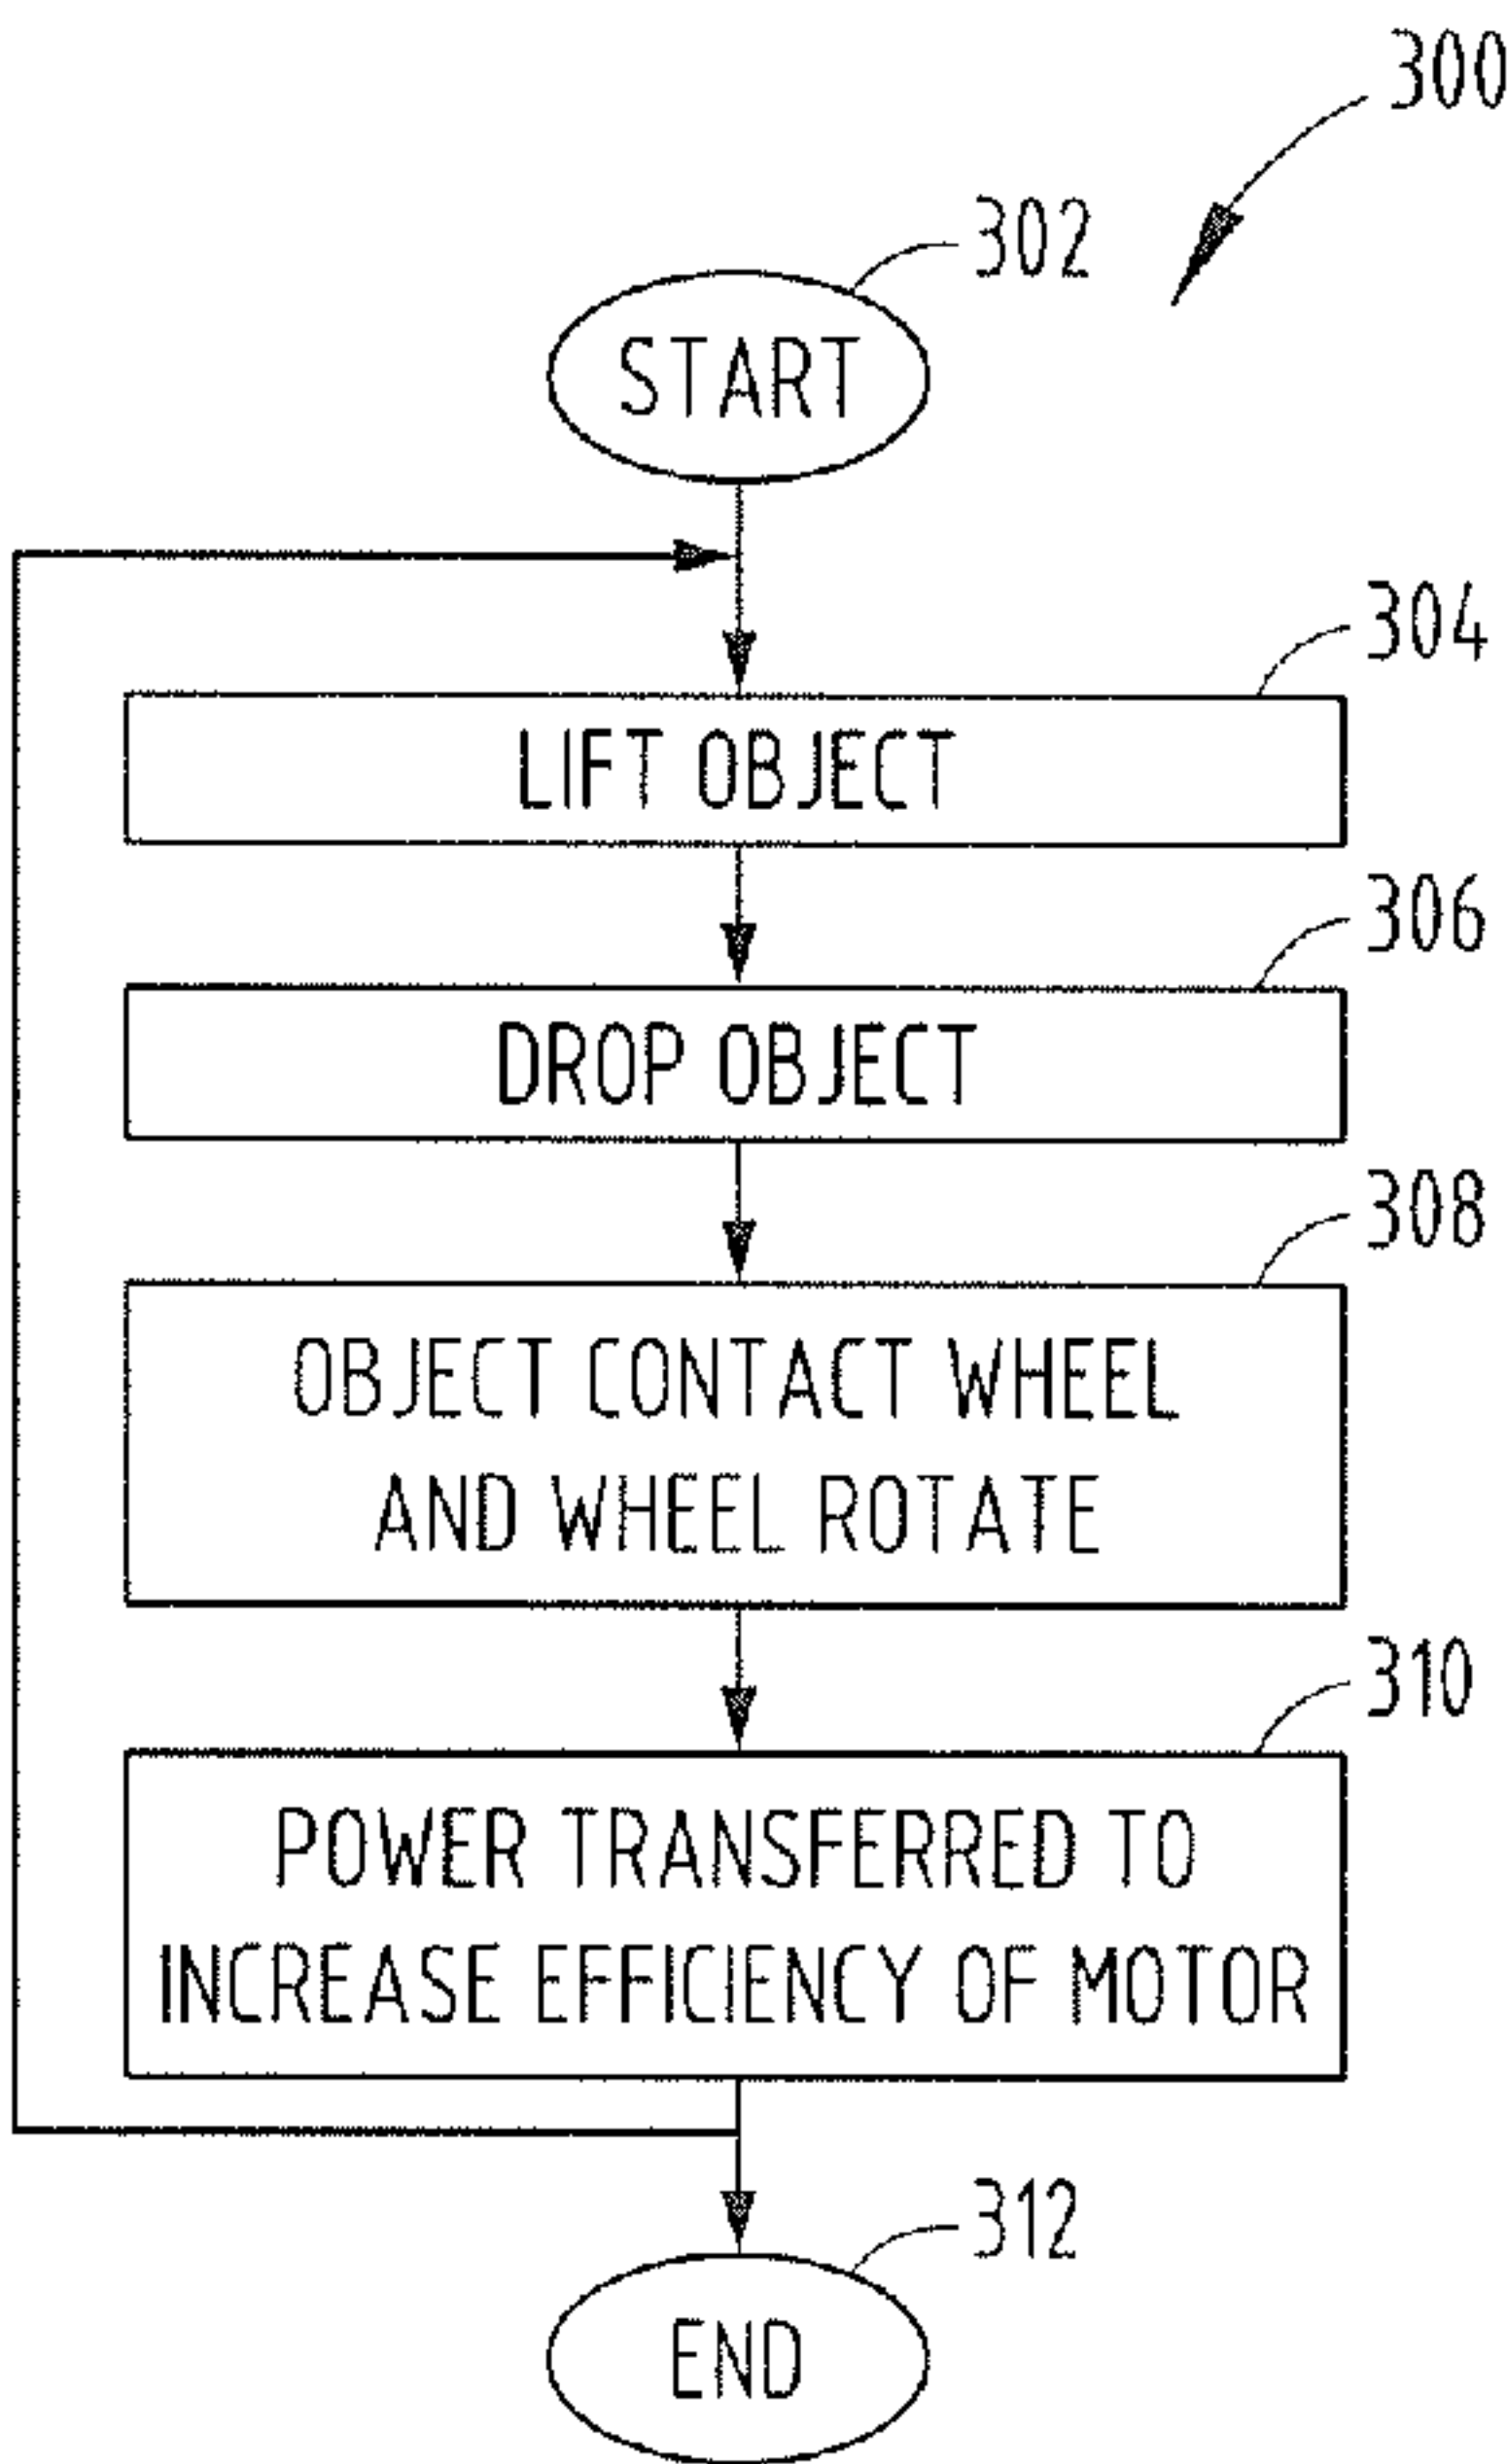 300
302
START
304
LIFT OBJECT
306
DROP OBJECT
308
OBJECT CONTACT WHEEL
AND WHEEL ROTATE
310
POWER TRANSFERRED TO
INCREASE EFFICIENCY OF MOTOR
312
END